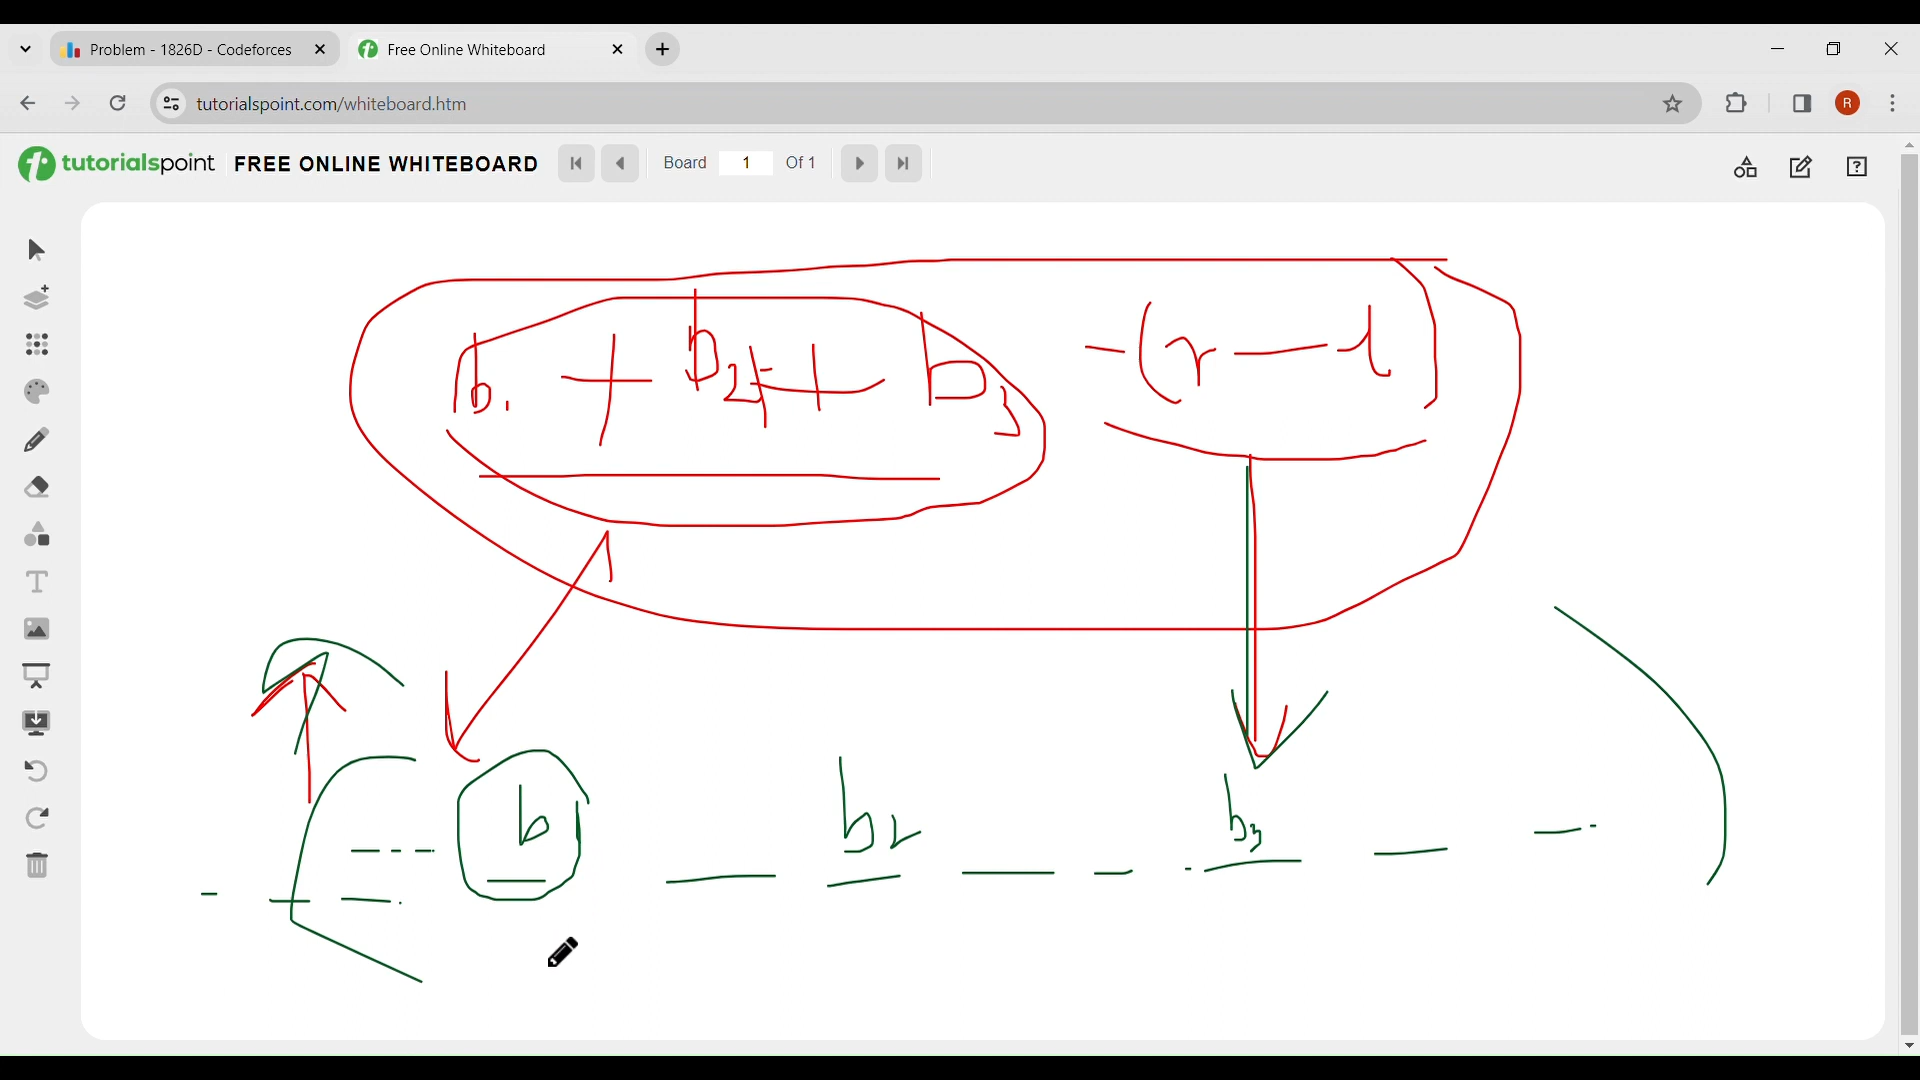 Problem - 1826D - Codeforces
Free Online Whiteboard
tutorialspoint.com/whiteboard.htm
R
tutorialspoint FREE ONLINE WHITEBOARD Board 1 Of 1
b1 + b2 + b3 - (r - l)
b b2 b3